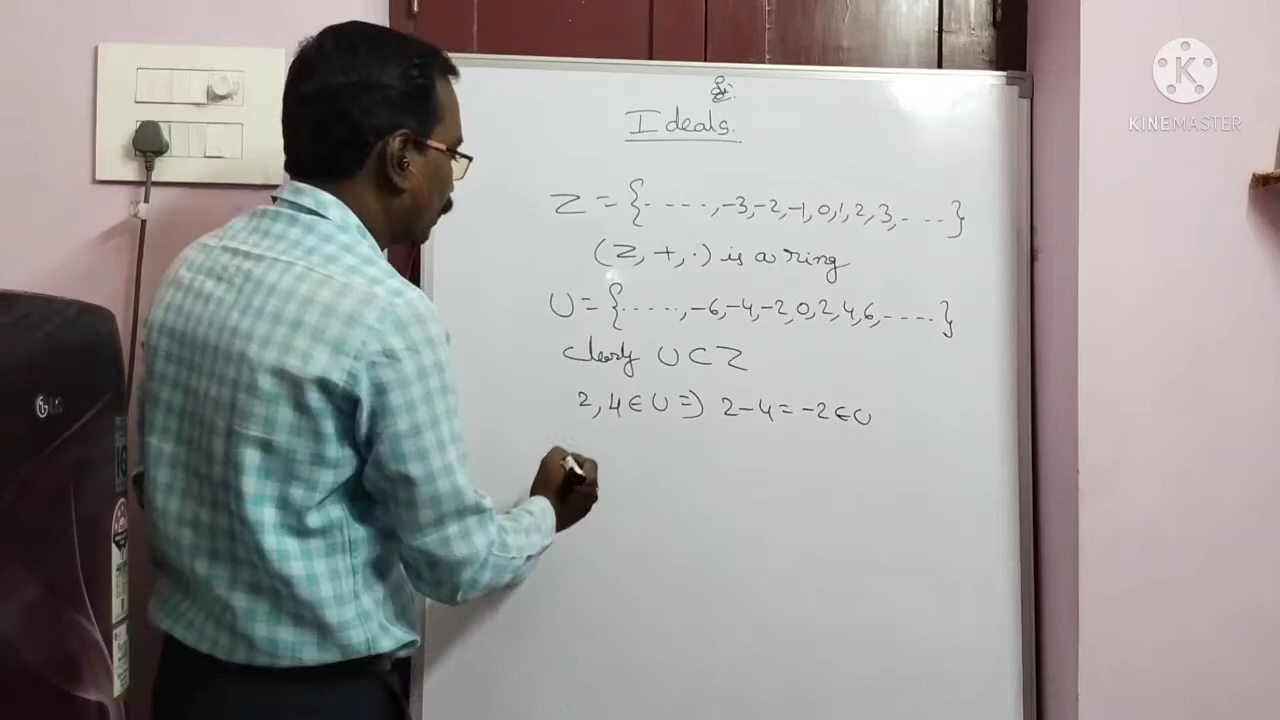 Ideals.
Z = {....., -3, -2, -1, 0, 1, 2, 3, ....}
(Z, +, ·) is a ring
U = {....., -6, -4, -2, 0, 2, 4, 6, .....}
clearly U ⊂ Z
2, 4 ∈ U ⇒ 2 - 4 = -2 ∈ U
K
KINEMASTER
LG